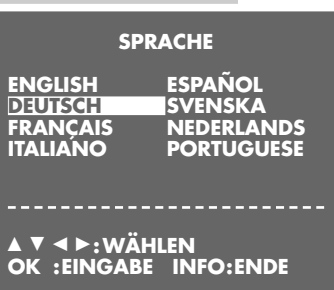 SPRACHE
ENGLISH ESPAÑOL
DEUTSCH SVENSKA
FRANÇAIS NEDERLANDS
ITALIANO PORTUGUESE
▲ ▼ ◄ ►:WÄHLEN
OK :EINGABE INFO:ENDE